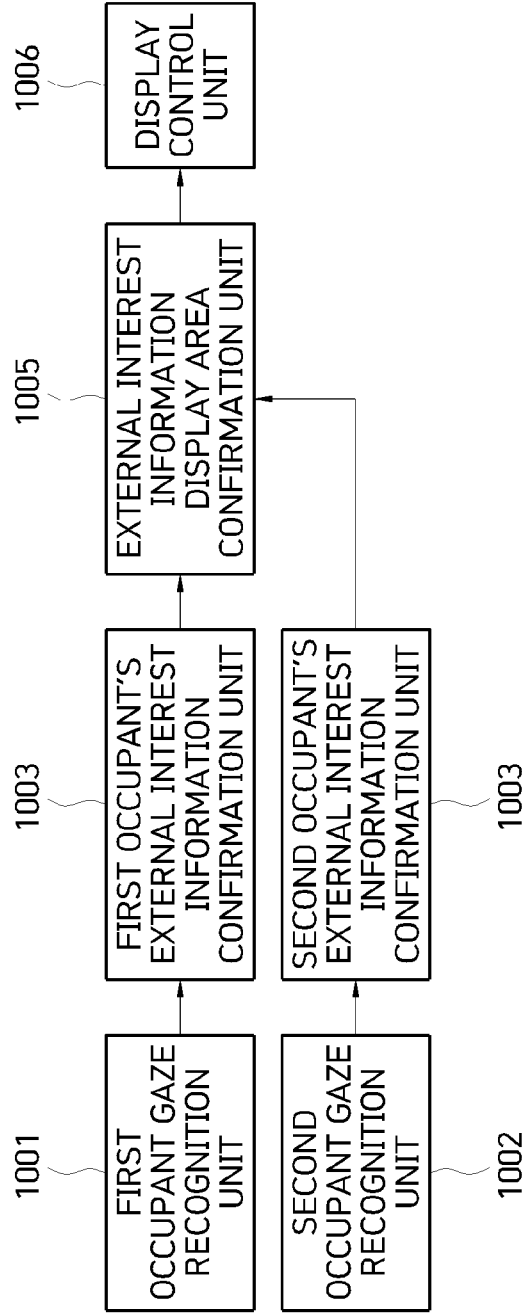 1001
FIRST
OCCUPANT GAZE
RECOGNITION
UNIT
1003
FIRST OCCUPANT'S
EXTERNAL INTEREST
INFORMATION
CONFIRMATION UNIT
1005
EXTERNAL INTEREST
INFORMATION
DISPLAY AREA
CONFIRMATION UNIT
1006
DISPLAY
CONTROL
UNIT
SECOND
OCCUPANT GAZE
RECOGNITION
UNIT
1002
SECOND OCCUPANT'S
EXTERNAL INTEREST
INFORMATION
CONFIRMATION UNIT
1003